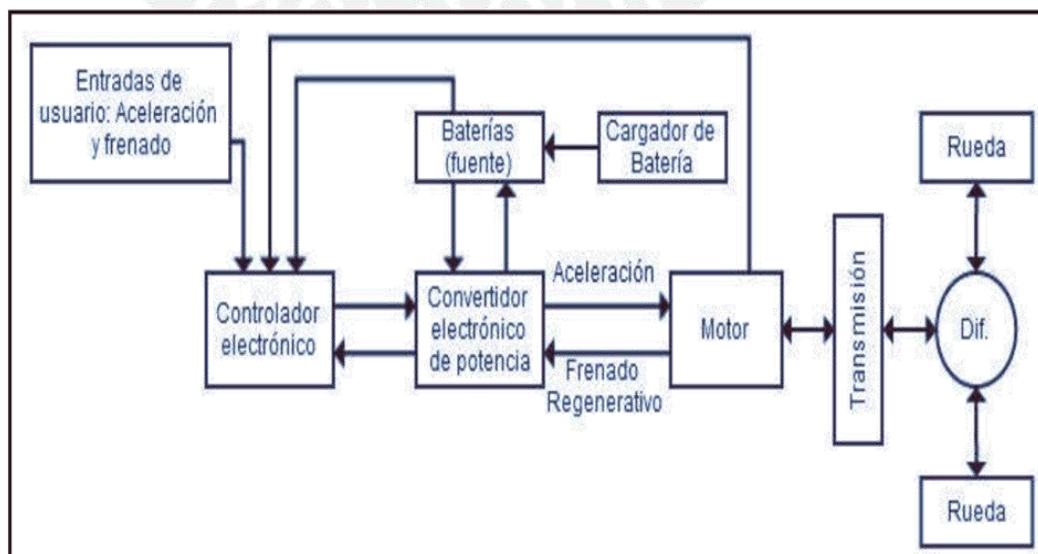 Entradas de
usuario: Aceleración
y frenado
Baterías
(fuente)
Cargador de
Batería
Rueda
Controlador
electrónico
Convertidor
electrónico
de potencia
Aceleración
Frenado
Regenerativo
Motor
Transmisión
Dif.
Rueda